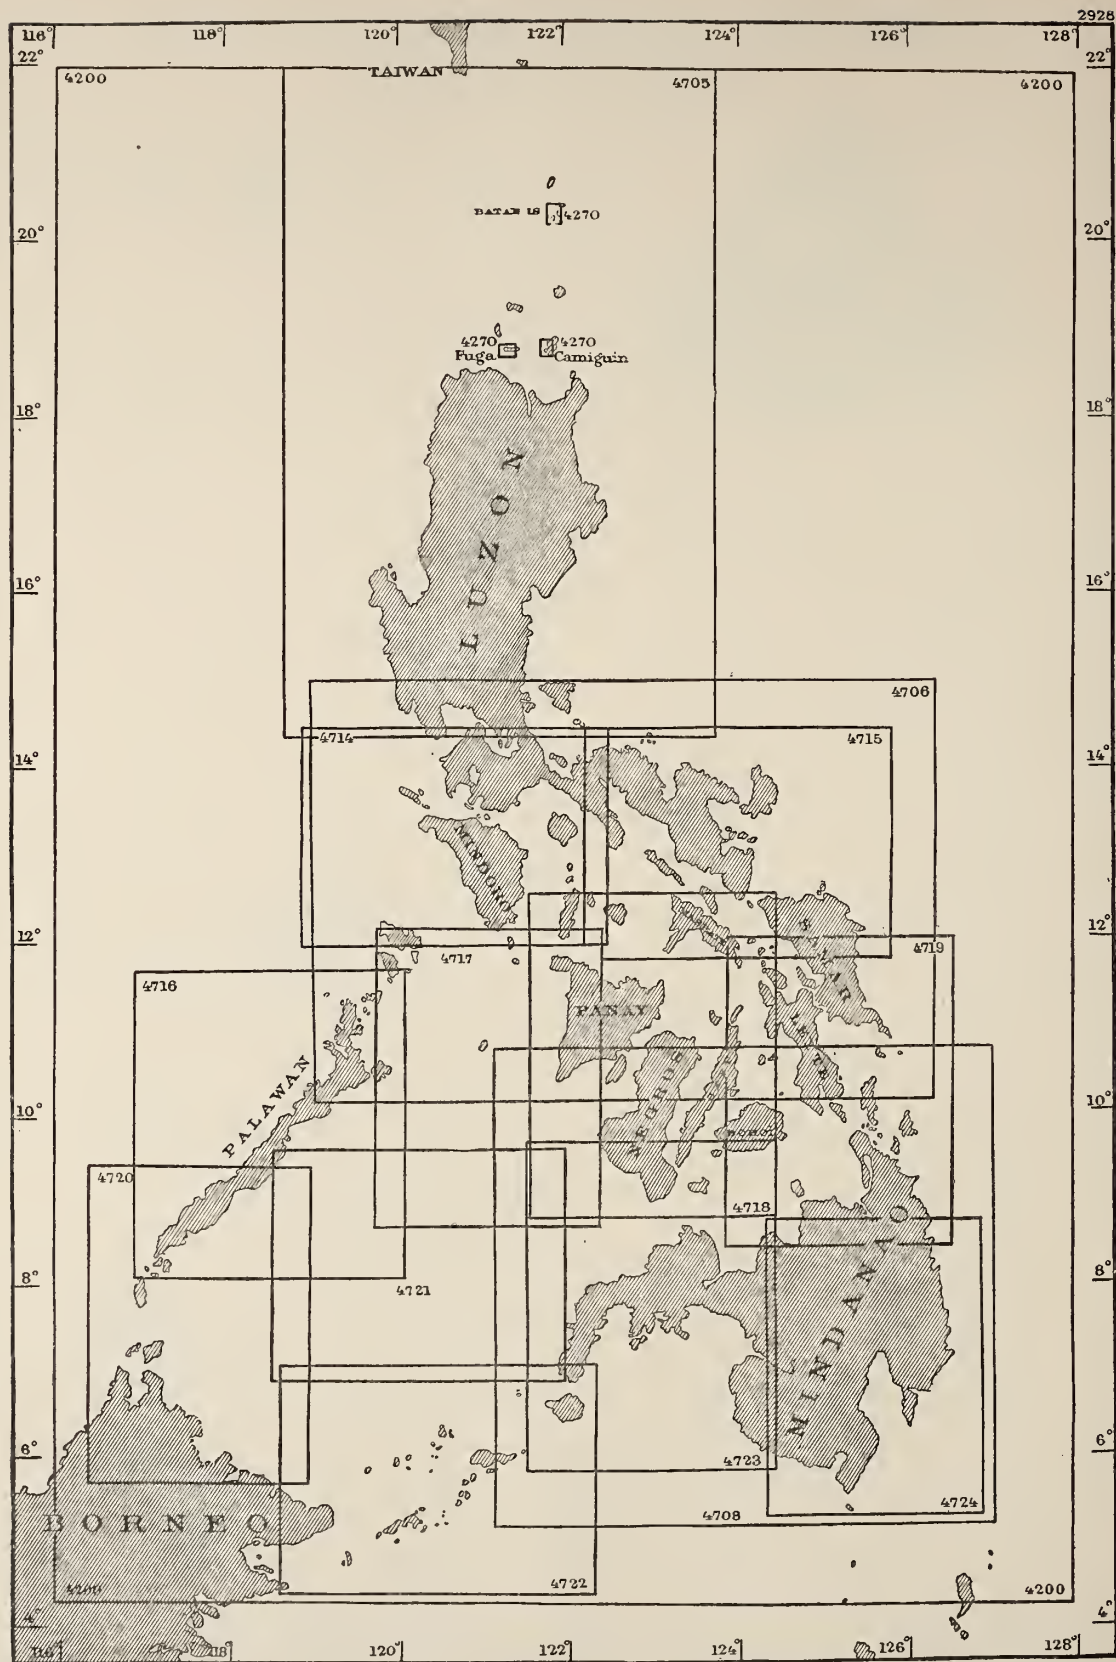 2928
116° 118° 120° 122° 124° 126° 128°
22° 22°
4200 TAIWAN 4705 4200
BATAN IS 4270
20° 20°
4270 4270
Fuga Camiguin
18° 18°
LUZON
16° 16°
4706
4714 4715
14° 14°
MINDORO
12° 12°
4717 SAMAR 4719
4716
PANAY LEYTE
PALAWAN
NEGROS
10° 10°
BOHOL
4720
4718
MINDANAO
8° 8°
4721
6° 6°
4723
4724
BORNEO 4708
4200 4722 4200
4° 4°
116° 118° 120° 122° 124° 126° 128°